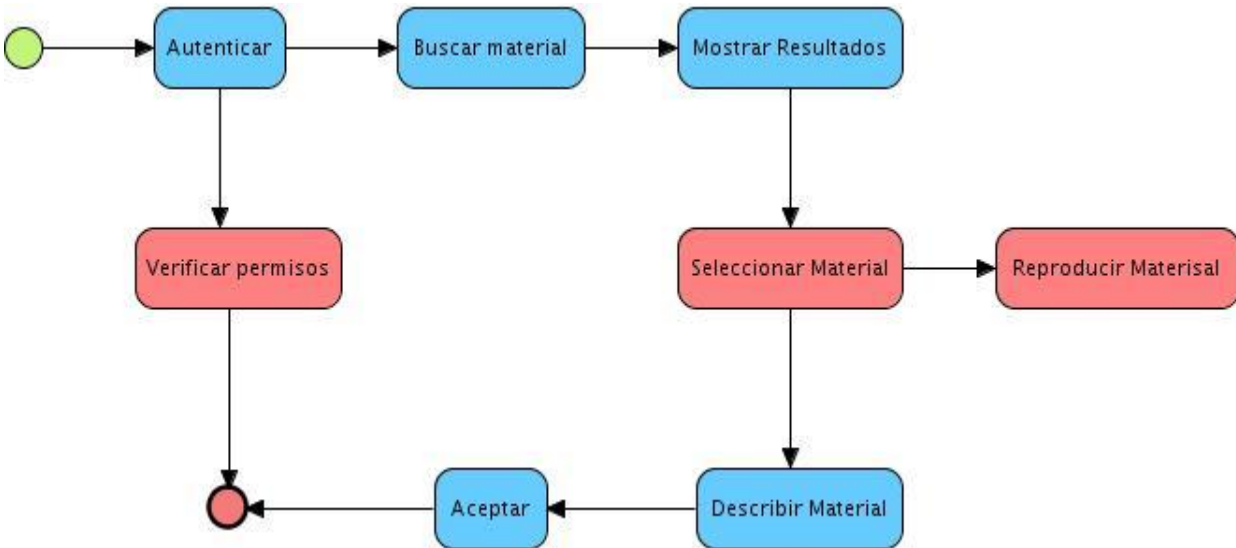 Autenticar
Buscar material
Mostrar Resultados
Verificar permisos
Seleccionar Material
Reproducir Materisal
Aceptar
Describir Material